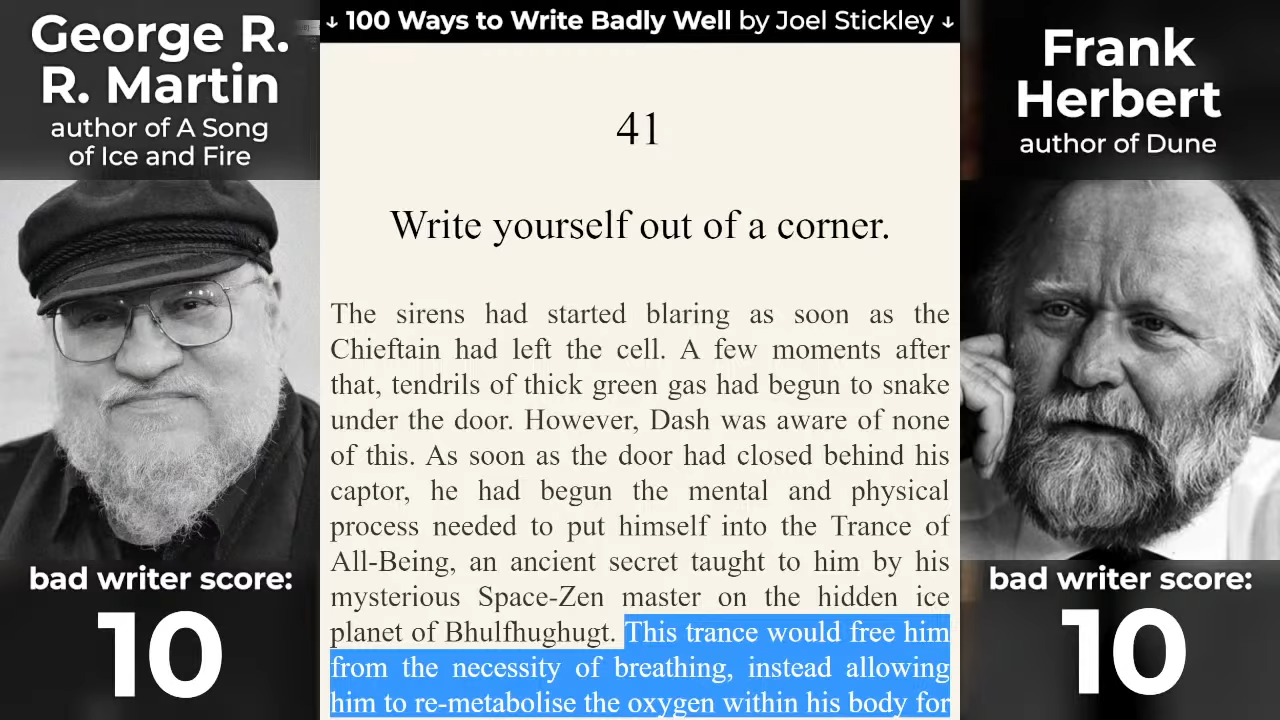 George R.
R. Martin
author of A Song
of Ice and Fire
bad writer score:
10
↓ 100 Ways to Write Badly Well by Joel Stickley ↓
41
Write yourself out of a corner.
The sirens had started blaring as soon as the
Chieftain had left the cell. A few moments after
that, tendrils of thick green gas had begun to snake
under the door. However, Dash was aware of none
of this. As soon as the door had closed behind his
captor, he had begun the mental and physical
process needed to put himself into the Trance of
All-Being, an ancient secret taught to him by his
mysterious Space-Zen master on the hidden ice
planet of Bhulfhughugt. This trance would free him
from the necessity of breathing, instead allowing
him to re-metabolise the oxygen within his body for
Frank
Herbert
author of Dune
bad writer score:
10